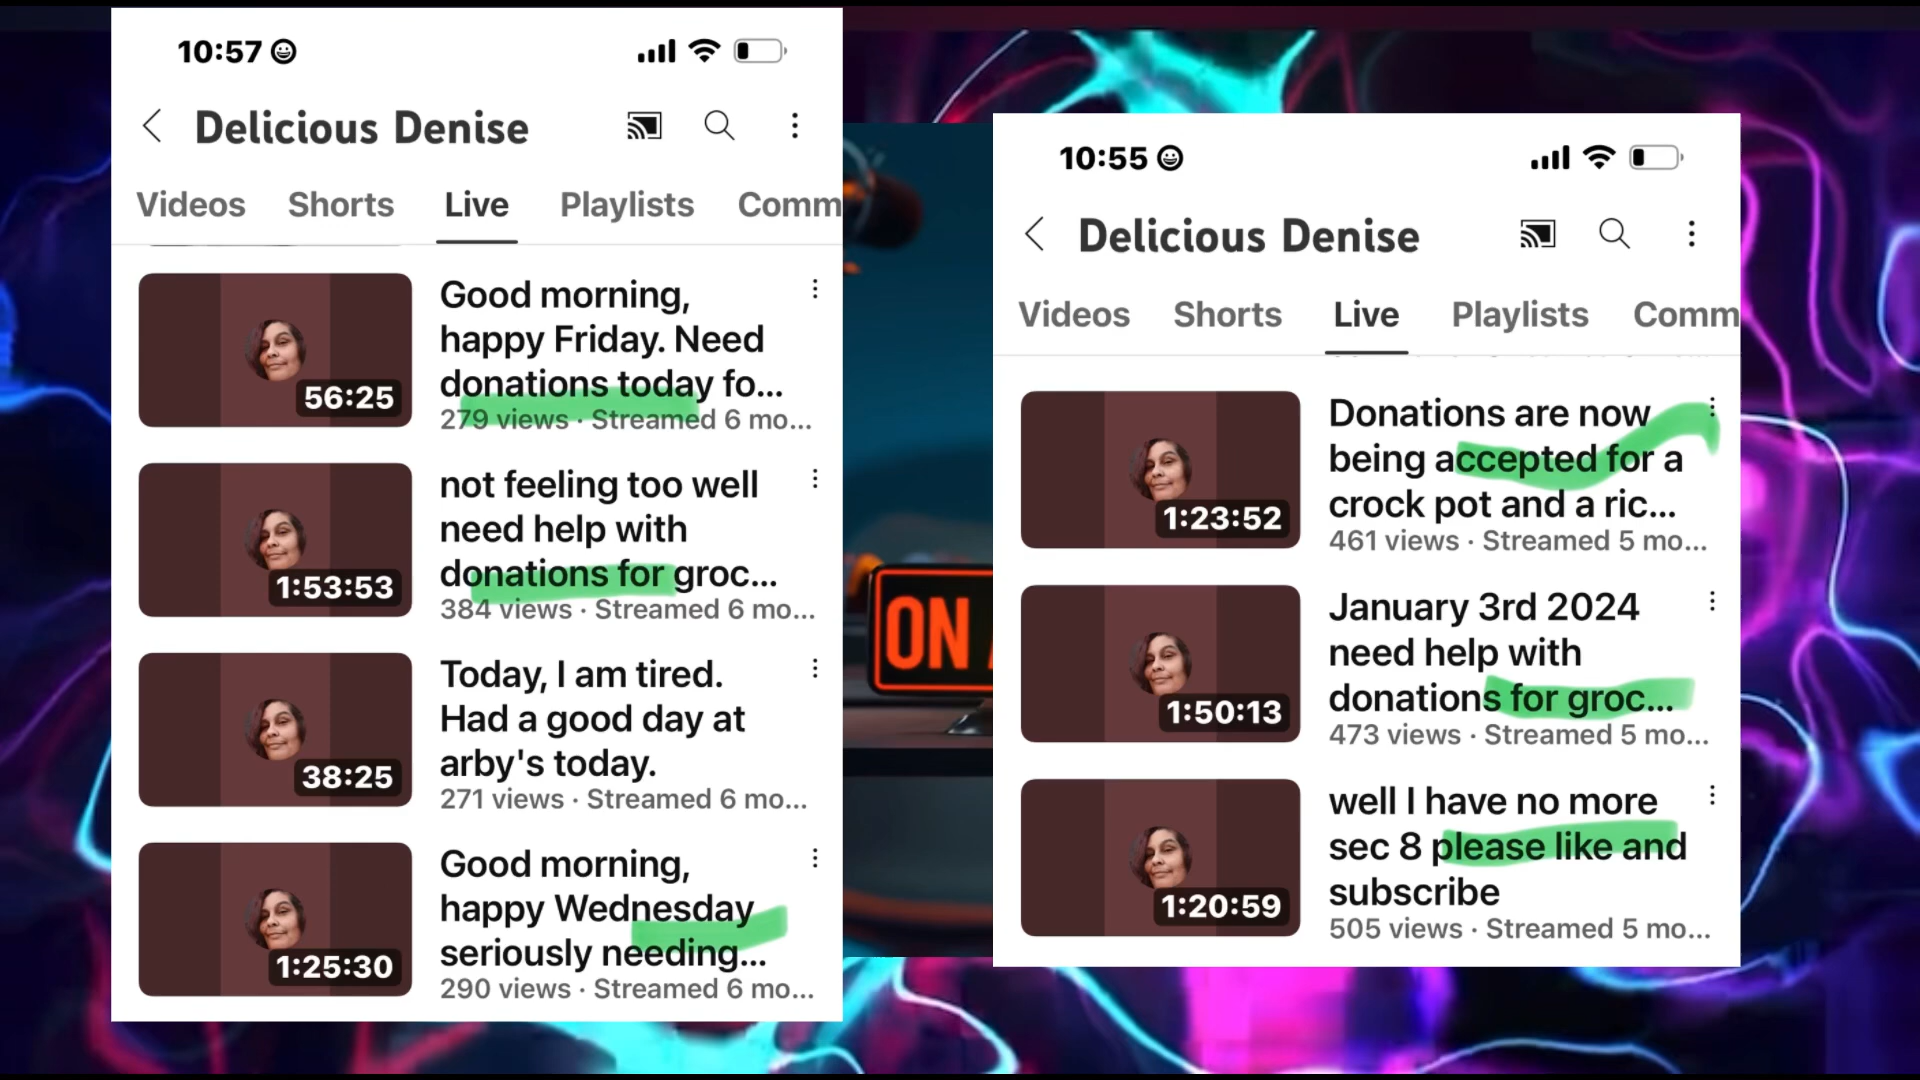 10:57
Delicious Denise
Videos Shorts Live Playlists Comm
Good morning,
happy Friday. Need
donations today fo...
56:25
279 views · Streamed 6 mo...
not feeling too well
need help with
donations for groc...
1:53:53
384 views · Streamed 6 mo...
Today, I am tired.
Had a good day at
arby's today.
38:25
271 views · Streamed 6 mo...
Good morning,
happy Wednesday
seriously needing...
1:25:30
290 views · Streamed 6 mo...
ON
10:55
Delicious Denise
Videos Shorts Live Playlists Comm
Donations are now
being accepted for a
crock pot and a ric...
1:23:52
461 views · Streamed 5 mo...
January 3rd 2024
need help with
donations for groc...
1:50:13
473 views · Streamed 5 mo...
well I have no more
sec 8 please like and
subscribe
1:20:59
505 views · Streamed 5 mo...